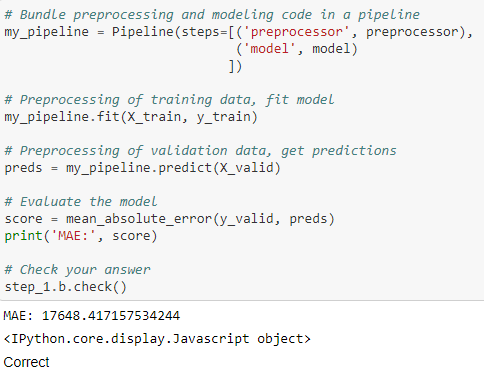 # Bundle preprocessing and modeling code in a pipeline
my_pipeline = Pipeline(steps=[('preprocessor', preprocessor),
                              ('model', model)
                             ])

# Preprocessing of training data, fit model
my_pipeline.fit(X_train, y_train)

# Preprocessing of validation data, get predictions
preds = my_pipeline.predict(X_valid)

# Evaluate the model
score = mean_absolute_error(y_valid, preds)
print('MAE:', score)

# Check your answer
step_1.b.check()
MAE: 17648.417157534244
<IPython.core.display.Javascript object>
Correct